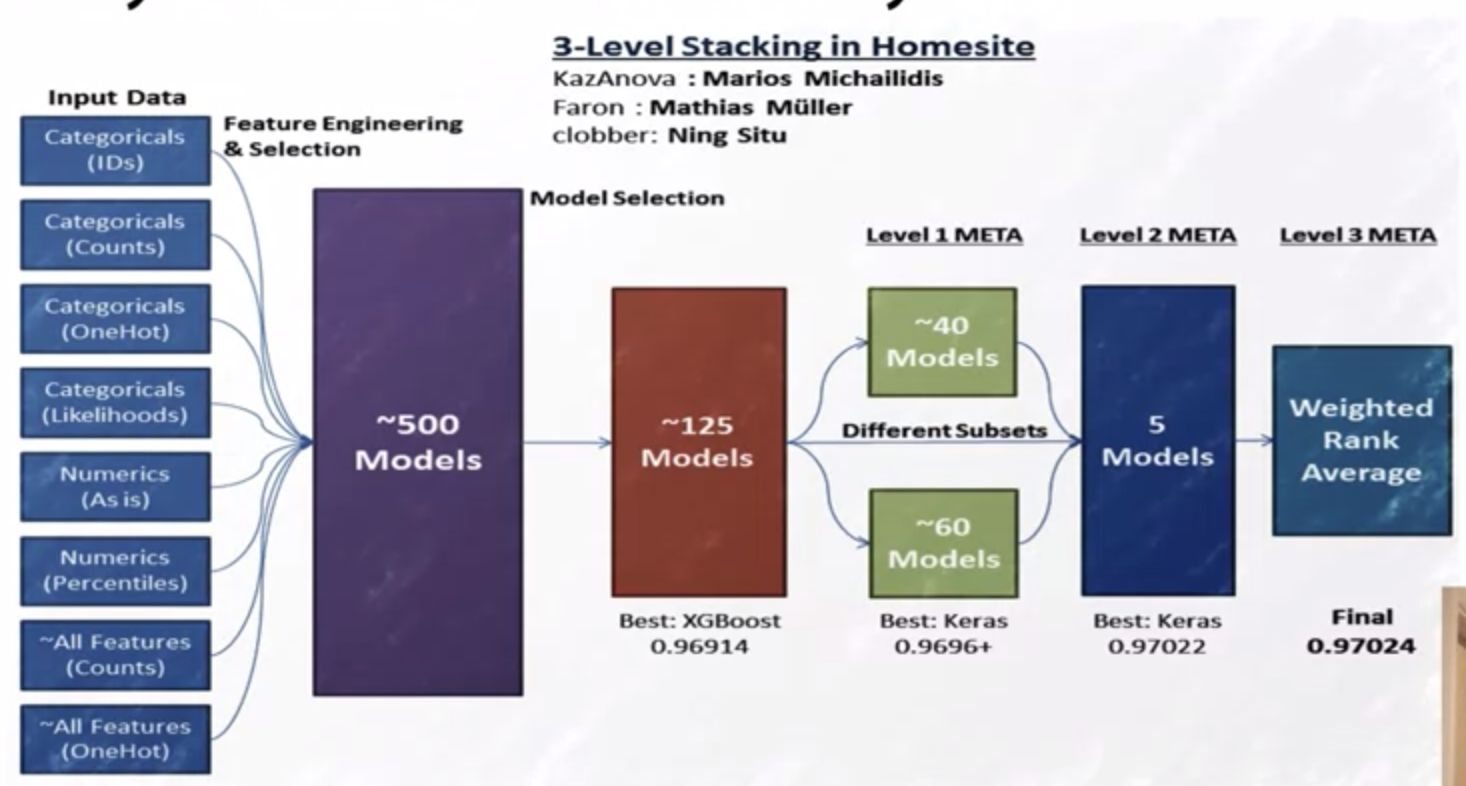 3-Level Stacking in Homesite
KazAnova : Marios Michailidis
Faron : Mathias Müller
clobber: Ning Situ
Input Data
Categoricals
(IDs)
Categoricals
(Counts)
Categoricals
(OneHot)
Categoricals
(Likelihoods)
Numerics
(As is)
Numerics
(Percentiles)
~All Features
(Counts)
~All Features
(OneHot)
Feature Engineering
& Selection
~500
Models
Model Selection
~125
Models
Best: XGBoost
0.96914
Level 1 META
~40
Models
Different Subsets
~60
Models
Best: Keras
0.9696+
Level 2 META
5
Models
Best: Keras
0.97022
Level 3 META
Weighted
Rank
Average
Final
0.97024